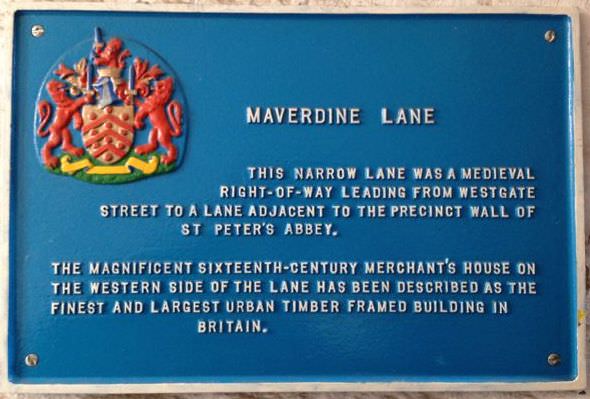 MAVERDINE LANE
THIS NARROW LANE WAS A MEDIEVAL
RIGHT-OF-WAY LEADING FROM WESTGATE
STREET TO A LANE ADJACENT TO THE PRECINCT WALL OF
ST PETER'S ABBEY.
THE MAGNIFICENT SIXTEENTH-CENTURY MERCHANT'S HOUSE ON
THE WESTERN SIDE OF THE LANE HAS BEEN DESCRIBED AS THE
FINEST AND LARGEST URBAN TIMBER FRAMED BUILDING IN
BRITAIN.